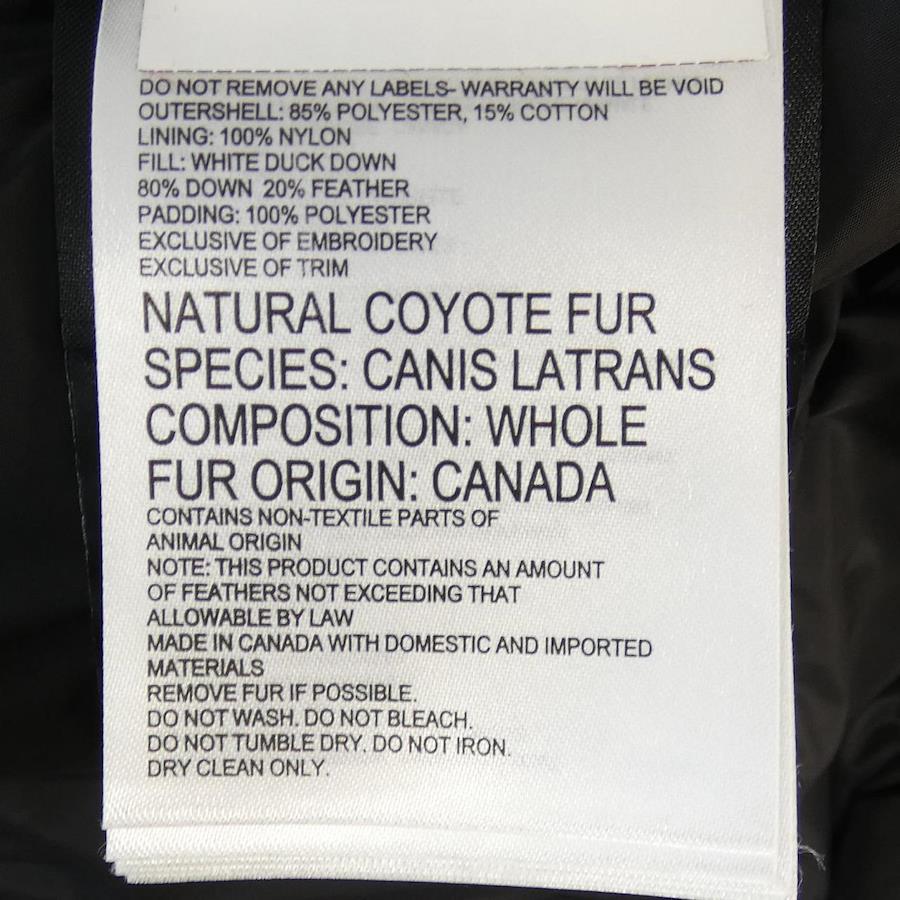 DO NOT REMOVE ANY LABELS- WARRANTY WILL BE VOID
OUTERSHELL: 85% POLYESTER, 15% COTTON
LINING: 100% NYLON
FILL: WHITE DUCK DOWN
80% DOWN 20% FEATHER
PADDING: 100% POLYESTER
EXCLUSIVE OF EMBROIDERY
EXCLUSIVE OF TRIM
NATURAL COYOTE FUR
SPECIES: CANIS LATRANS
COMPOSITION: WHOLE
FUR ORIGIN: CANADA
CONTAINS NON-TEXTILE PARTS OF
ANIMAL ORIGIN
NOTE: THIS PRODUCT CONTAINS AN AMOUNT
OF FEATHERS NOT EXCEEDING THAT
ALLOWABLE BY LAW
MADE IN CANADA WITH DOMESTIC AND IMPORTED
MATERIALS
REMOVE FUR IF POSSIBLE.
DO NOT WASH. DO NOT BLEACH.
DO NOT TUMBLE DRY. DO NOT IRON.
DRY CLEAN ONLY.